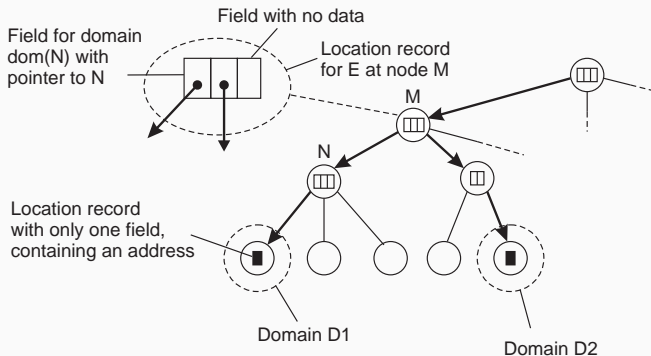 Field with no data
Field for domain
dom(N) with
pointer to N
Location record
for E at node M
M
N
Location record
with only one field,
containing an address
Domain D1
Domain D2